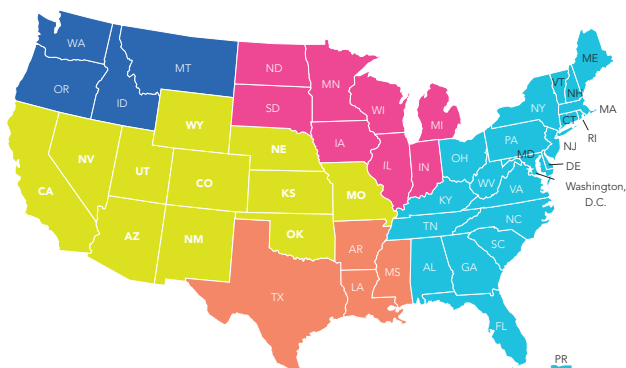 WA
MT
ND
MN
ME
VT
NH
OR
ID
SD
WI
MI
NY
MA
CT
RI
WY
IA
PA
NJ
NE
NV
UT
CO
IL
IN
OH
MD
DE
KS
MO
WV
VA
Washington,
D.C.
CA
KY
AZ
NM
OK
AR
TN
NC
SC
MS
AL
GA
LA
TX
FL
PR